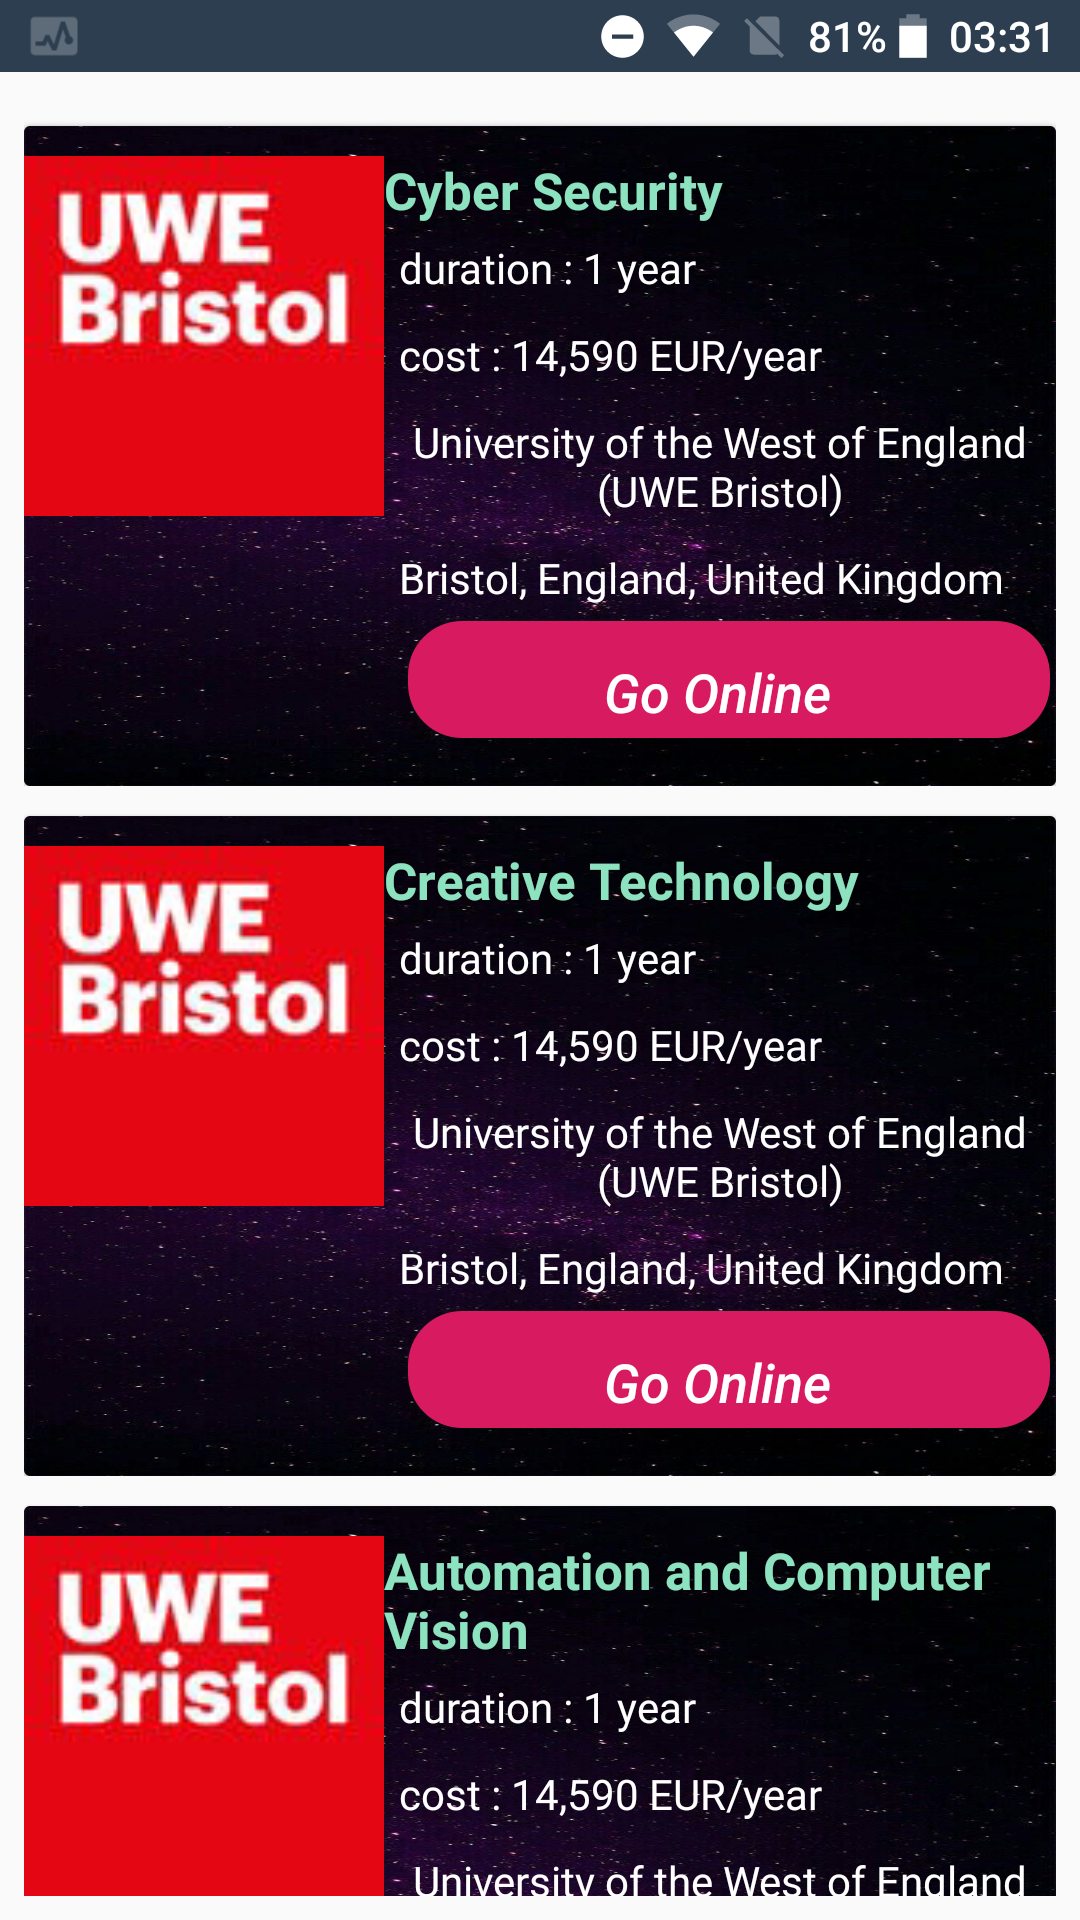 81% 03:31
UWE
Bristol
Cyber Security
duration : 1 year
cost : 14,590 EUR/year
University of the West of England
(UWE Bristol)
Bristol, England, United Kingdom
Go Online
UWE
Bristol
Creative Technology
duration : 1 year
cost : 14,590 EUR/year
University of the West of England
(UWE Bristol)
Bristol, England, United Kingdom
Go Online
UWE
Bristol
Automation and Computer
Vision
duration : 1 year
cost : 14,590 EUR/year
University of the West of England